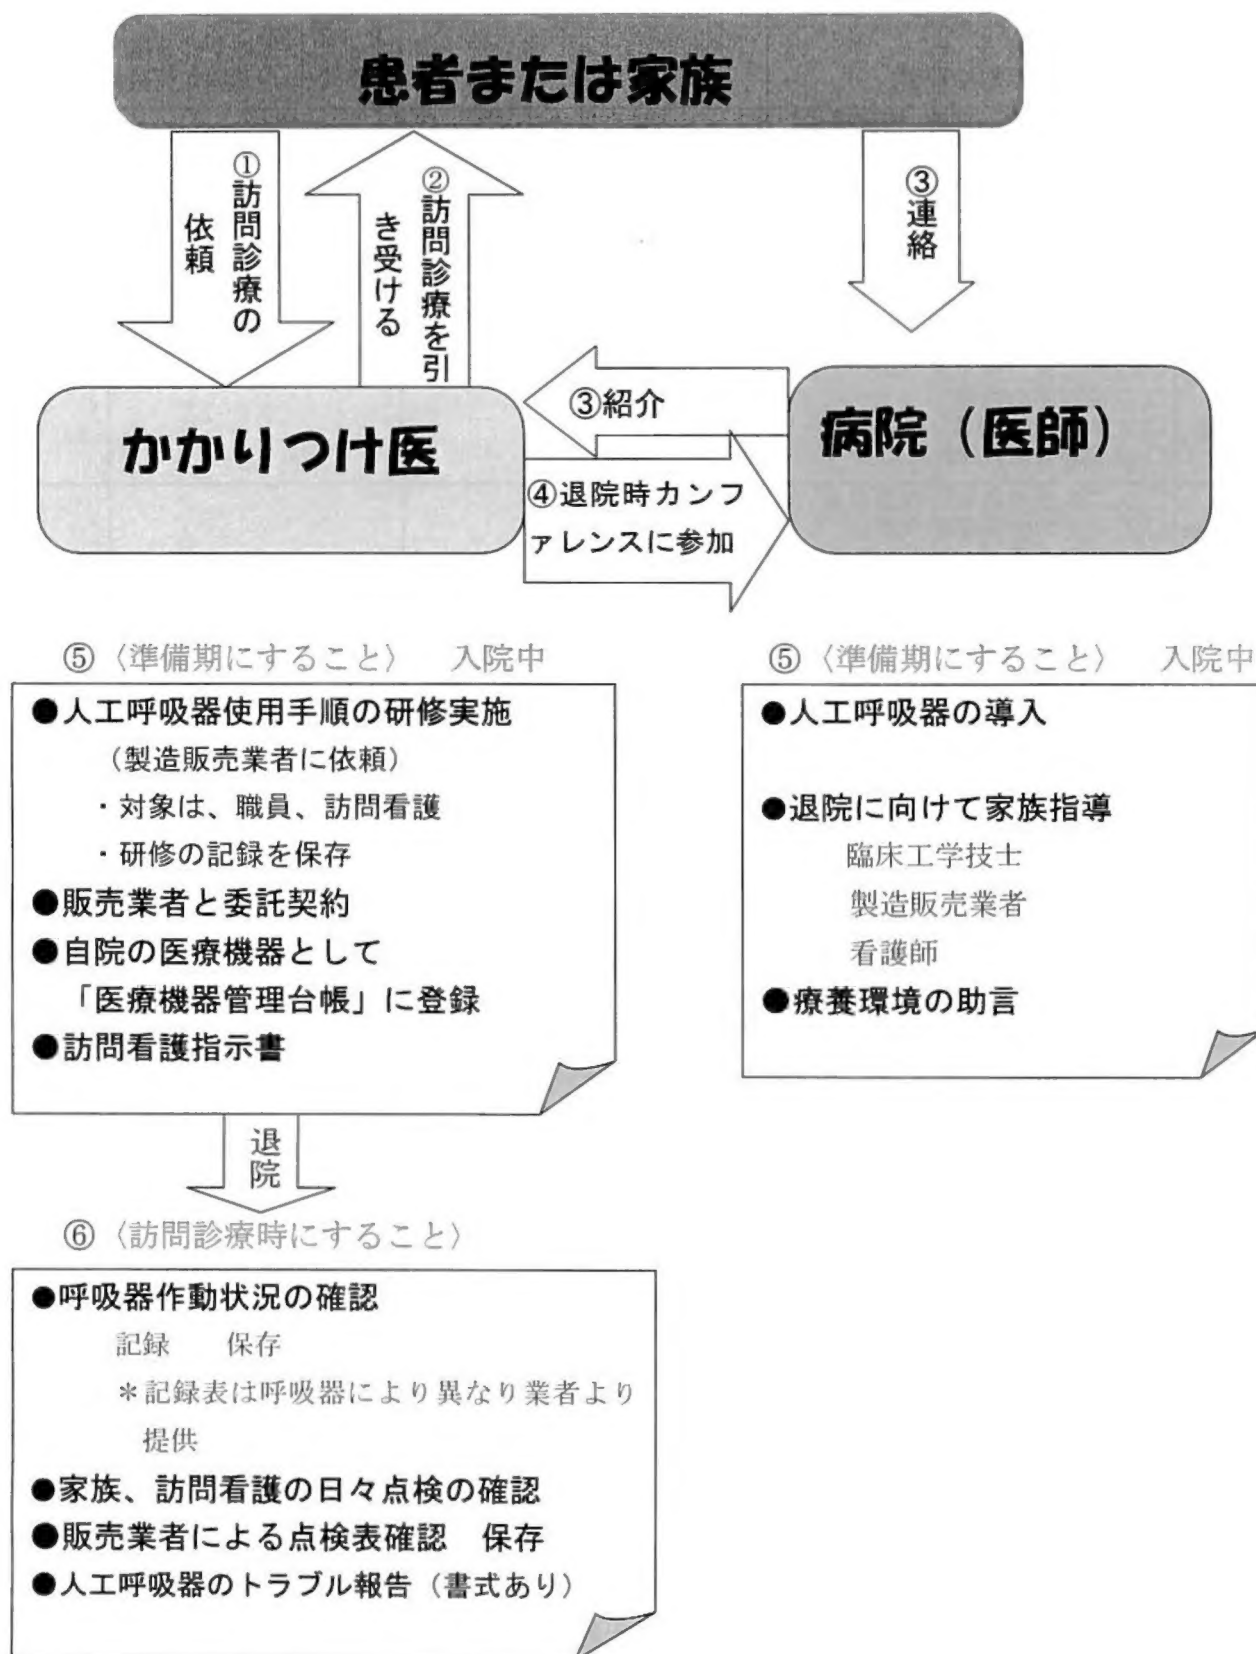 患者または家族
①訪問診療の
依頼
②訪問診療を引
き受ける
③連絡
③紹介
かかりつけ医
病院（医師）
④退院時カンフ
ァレンスに参加
⑤〈準備期にすること〉　入院中
●人工呼吸器使用手順の研修実施
（製造販売業者に依頼）
・対象は、職員、訪問看護
・研修の記録を保存
●販売業者と委託契約
●自院の医療機器として
「医療機器管理台帳」に登録
●訪問看護指示書
⑤〈準備期にすること〉　入院中
●人工呼吸器の導入
●退院に向けて家族指導
臨床工学技士
製造販売業者
看護師
●療養環境の助言
退院
⑥〈訪問診療時にすること〉
●呼吸器作動状況の確認
記録　　保存
＊記録表は呼吸器により異なり業者より
提供
●家族、訪問看護の日々点検の確認
●販売業者による点検表確認　保存
●人工呼吸器のトラブル報告（書式あり）